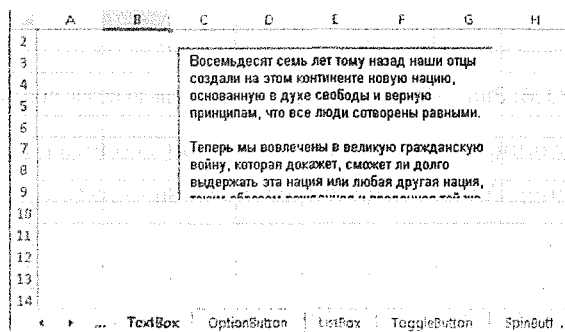 A B C D E F G H
2
3
4
5
6
7
8
9
10
11
12
13
14
Восемьдесят семь лет тому назад наши отцы
создали на этом континенте новую нацию,
основанную в духе свободы и верную
принципам, что все люди сотворены равными.
Теперь мы вовлечены в великую гражданскую
войну, которая докажет, сможет ли долго
выдержать эта нация или любая другая нация,
... TextBox OptionButton ListBox ToggleButton SpinButt